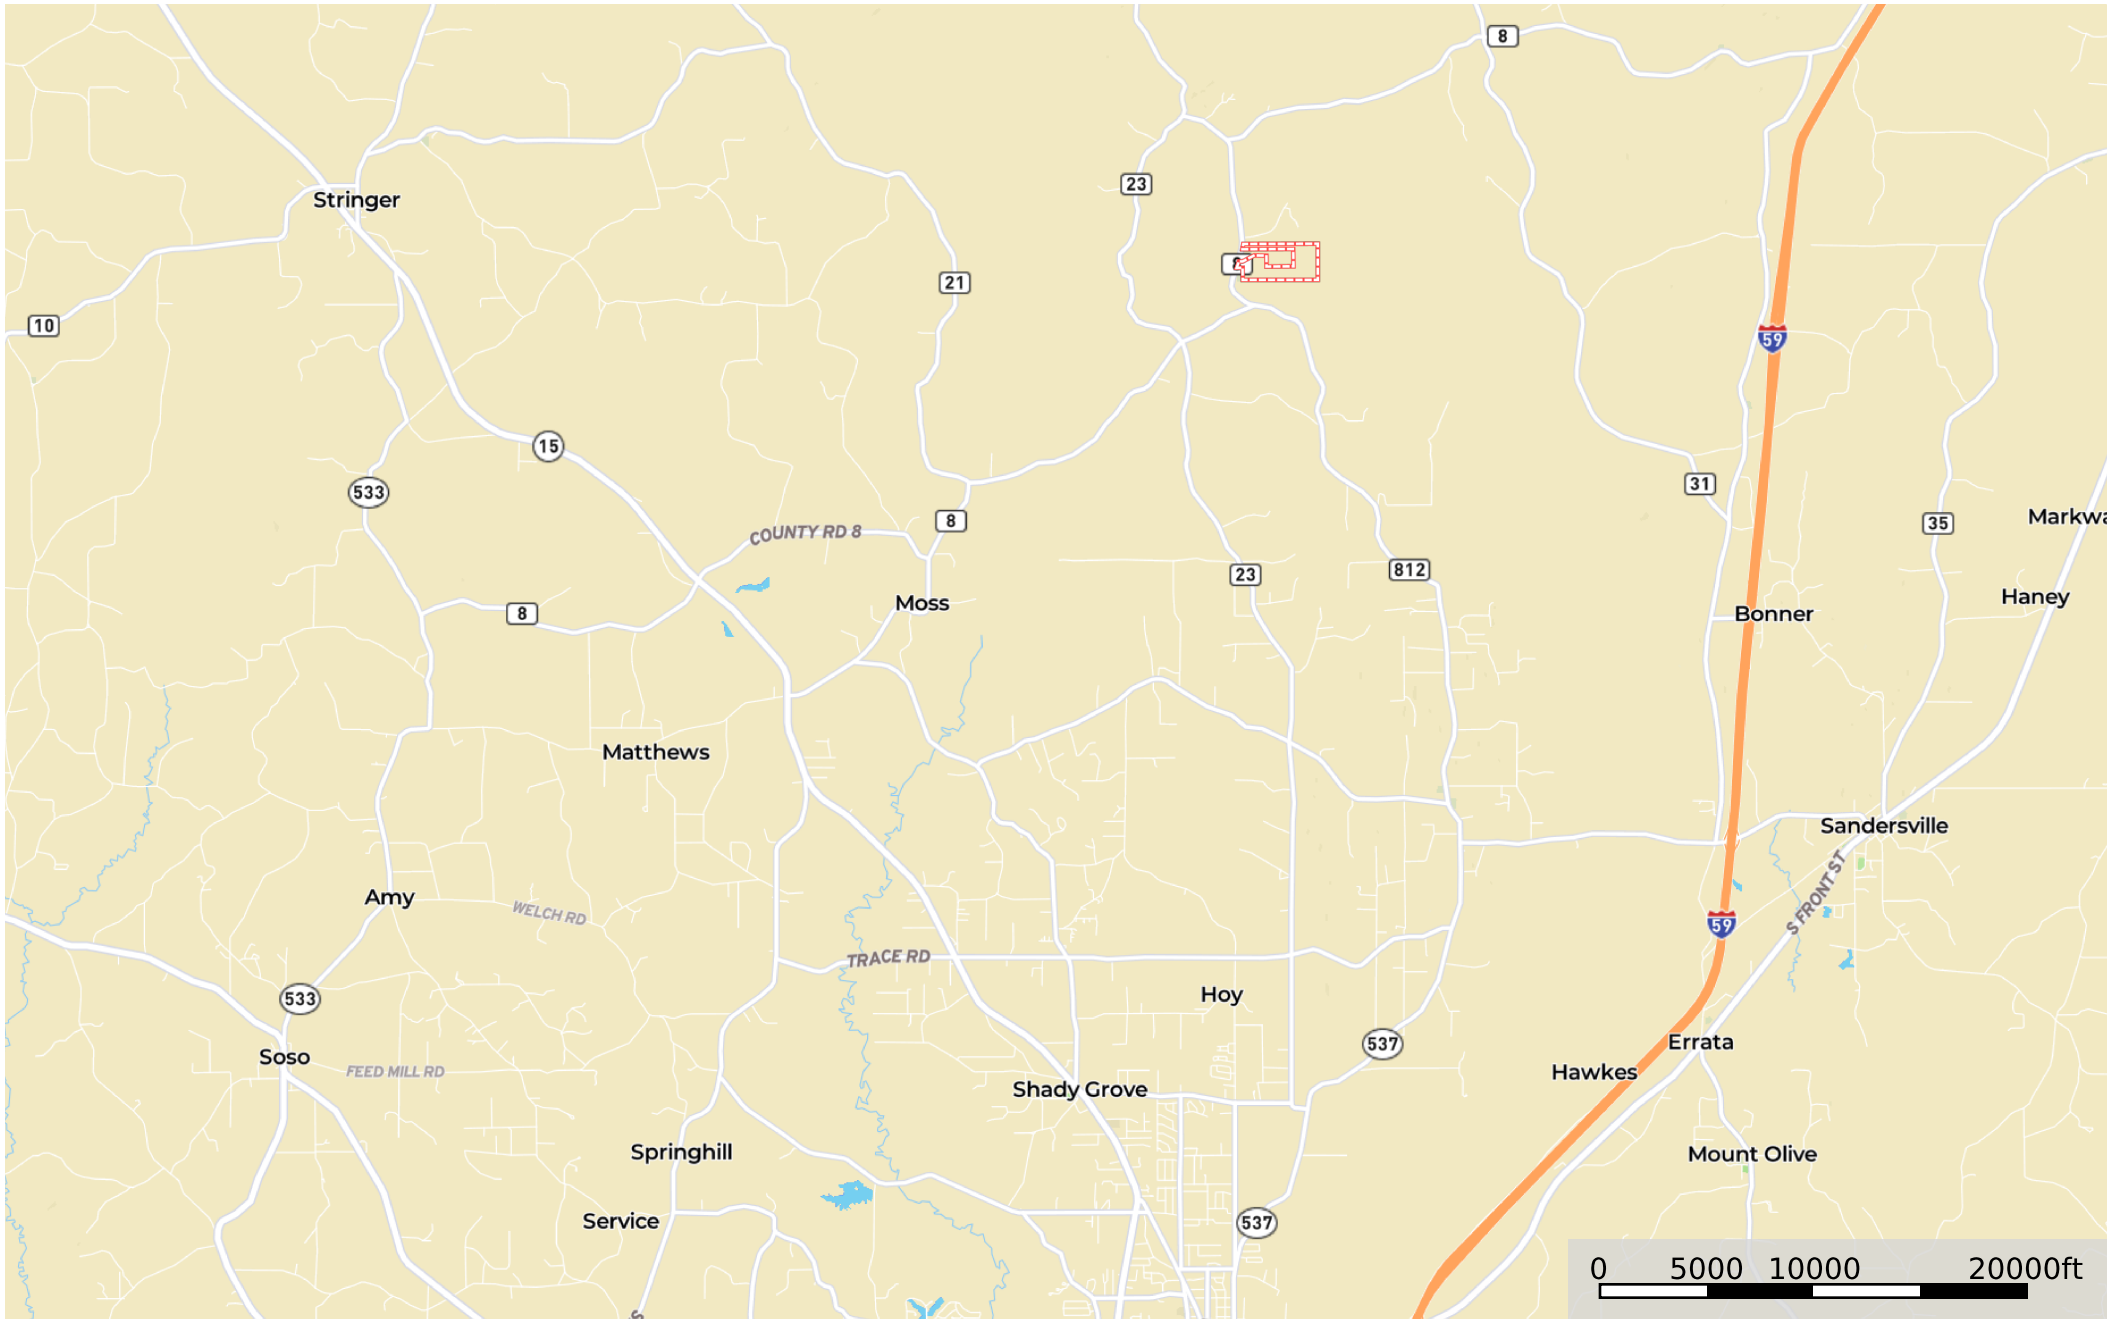 8
23
Stringer
8
21
10
59
15
31
533
Markwa
8
35
COUNTY RD 8
812
23
Haney
Moss
8
Bonner
Matthews
Sandersville
Amy
WELCH RD
S FRONT ST
59
TRACE RD
Hoy
533
Errata
537
Soso
FEED MILL RD
Hawkes
Shady Grove
Springhill
Mount Olive
Service
537
0 5000 10000 20000ft
S